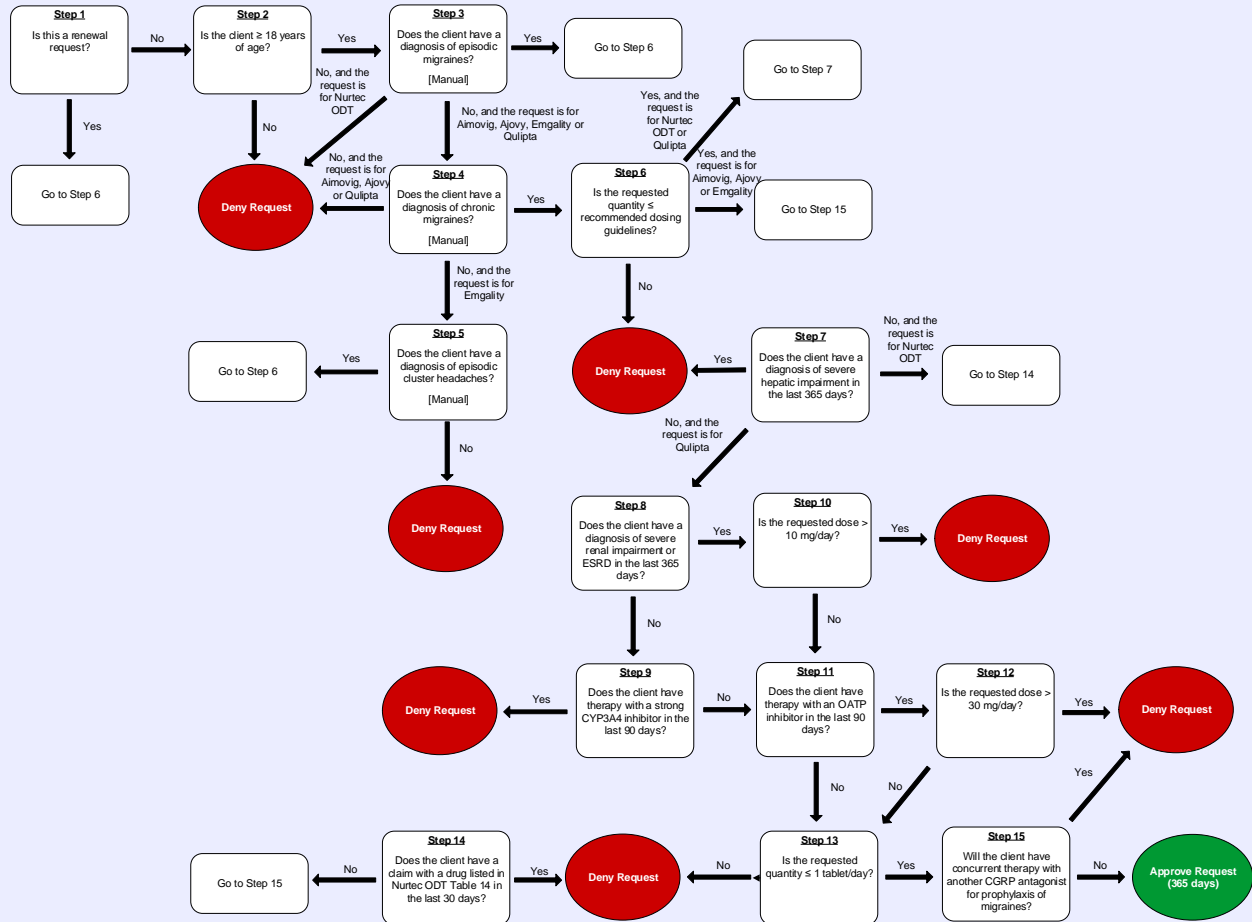 Step 1
Is this a renewal
request?
No
Step 2
Is the client ≥ 18 years
of age?
Yes
Step 3
Does the client have a
diagnosis of episodic
migraines?
[Manual]
Yes
Go to Step 6
Go to Step 7
Yes
No
No, and the
request is
for Nurtec
ODT
No, and the request is for
Aimovig, Ajovy, Emgality or
Qulipta
Yes, and the
request is
for Nurtec
ODT or
Qulipta
Go to Step 6
Deny Request
No, and the
request is for
Aimovig, Ajovy
or Qulipta
Step 4
Does the client have a
diagnosis of chronic
migraines?
[Manual]
Yes
Step 6
Is the requested
quantity ≤
recommended dosing
guidelines?
Yes, and the
request is for
Aimovig, Ajovy
or Emgality
Go to Step 15
No, and the
request is for
Emgality
No
Go to Step 6
Yes
Step 5
Does the client have a
diagnosis of episodic
cluster headaches?
[Manual]
Deny Request
Yes
Step 7
Does the client have a
diagnosis of severe
hepatic impairment in
the last 365 days?
No, and the
request is
for Nurtec
ODT
Go to Step 14
No
No, and the
request is for
Qulipta
Deny Request
Step 8
Does the client have a
diagnosis of severe
renal impairment or
ESRD in the last 365
days?
Yes
Step 10
Is the requested dose >
10 mg/day?
Yes
Deny Request
No
No
Deny Request
Yes
Step 9
Does the client have
therapy with a strong
CYP3A4 inhibitor in the
last 90 days?
No
Step 11
Does the client have
therapy with an OATP
inhibitor in the last 90
days?
Yes
Step 12
Is the requested dose >
30 mg/day?
Yes
Deny Request
No
No
Yes
Go to Step 15
No
Step 14
Does the client have a
claim with a drug listed in
Nurtec ODT Table 14 in
the last 30 days?
Yes
Deny Request
No
Step 13
Is the requested
quantity ≤ 1 tablet/day?
Yes
Step 15
Will the client have
concurrent therapy with
another CGRP antagonist
for prophylaxis of
migraines?
No
Approve Request
(365 days)